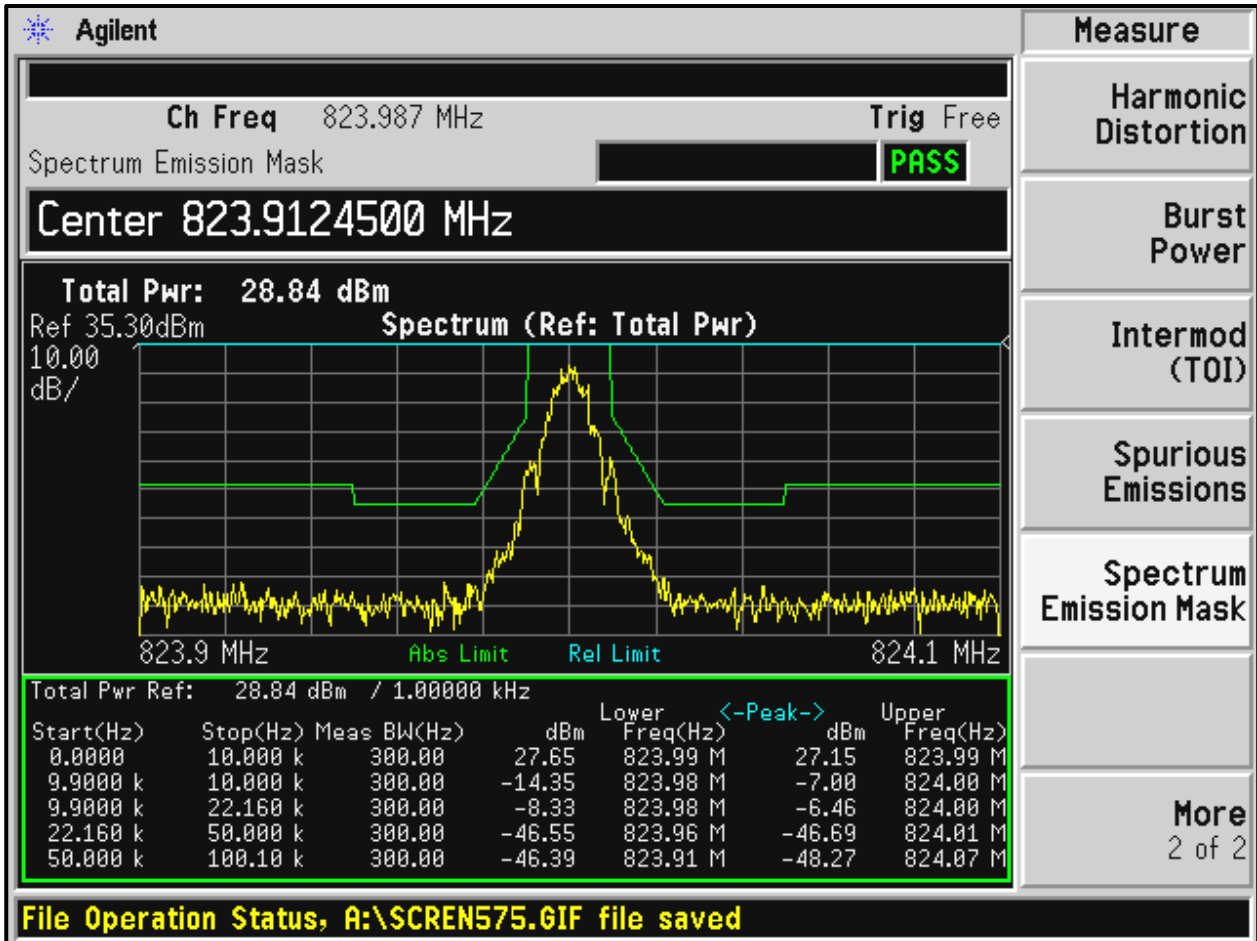 Agilent
Measure
Ch Freq 823.987 MHz Trig Free
Spectrum Emission Mask PASS
Center 823.9124500 MHz
Total Pwr: 28.84 dBm
Ref 35.30dBm Spectrum (Ref: Total Pwr)
10.00
dB/
823.9 MHz Abs Limit Rel Limit 824.1 MHz
Total Pwr Ref: 28.84 dBm / 1.00000 kHz
Lower <-Peak-> Upper
Start(Hz) Stop(Hz) Meas BW(Hz) dBm Freq(Hz) dBm Freq(Hz)
0.0000 10.000 k 300.00 27.65 823.99 M 27.15 823.99 M
9.9000 k 10.000 k 300.00 -14.35 823.98 M -7.00 824.00 M
9.9000 k 22.160 k 300.00 -8.33 823.98 M -6.46 824.00 M
22.160 k 50.000 k 300.00 -46.55 823.96 M -46.69 824.01 M
50.000 k 100.10 k 300.00 -46.39 823.91 M -48.27 824.07 M
Harmonic
Distortion
Burst
Power
Intermod
(TOI)
Spurious
Emissions
Spectrum
Emission Mask
More
2 of 2
File Operation Status, A:\SCREN575.GIF file saved